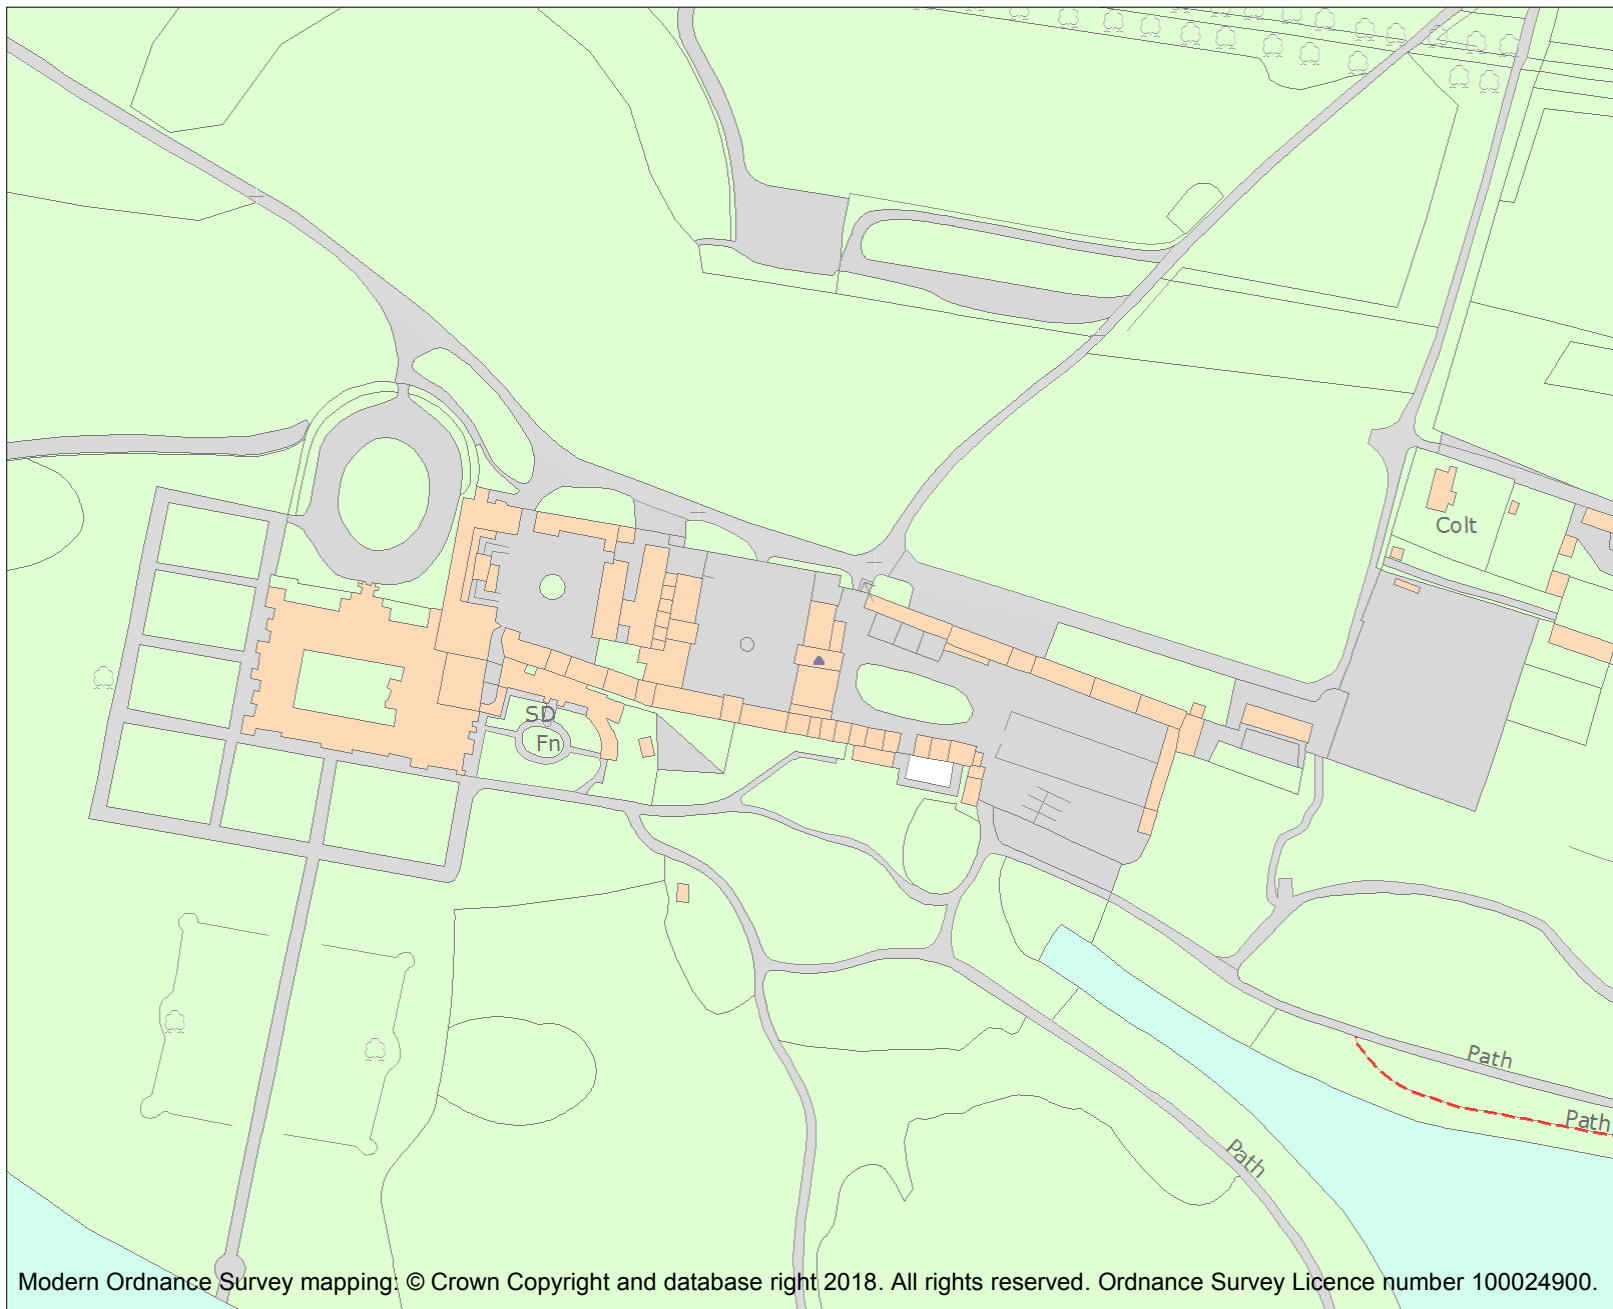 Colt
SD
Fn
Path
Path
Path
Modern Ordnance Survey mapping: © Crown Copyright and database right 2018. All rights reserved. Ordnance Survey Licence number 100024900.